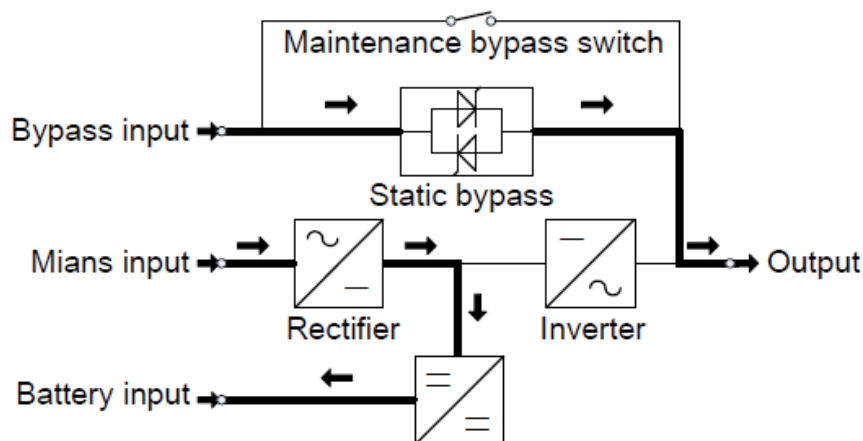 Maintenance bypass switch
Bypass input
Static bypass
Mians input
Output
Rectifier
Inverter
Battery input